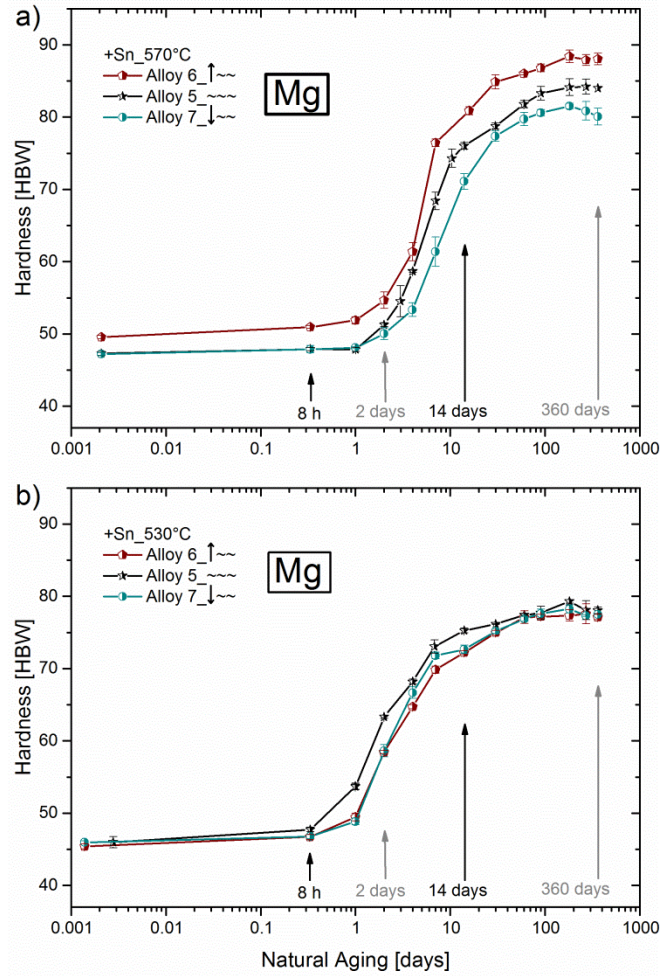 a)
90
80
70
60
50
40
Hardness [HBW]
+Sn_570°C
Alloy 6_↑~~
Alloy 5_~~~
Alloy 7_↓~~
Mg
8 h
2 days
14 days
360 days
0.001 0.01 0.1 1 10 100 1000
b)
90
80
70
60
50
40
Hardness [HBW]
+Sn_530°C
Alloy 6_↑~~
Alloy 5_~~~
Alloy 7_↓~~
Mg
8 h
2 days
14 days
360 days
0.001 0.01 0.1 1 10 100 1000
Natural Aging [days]